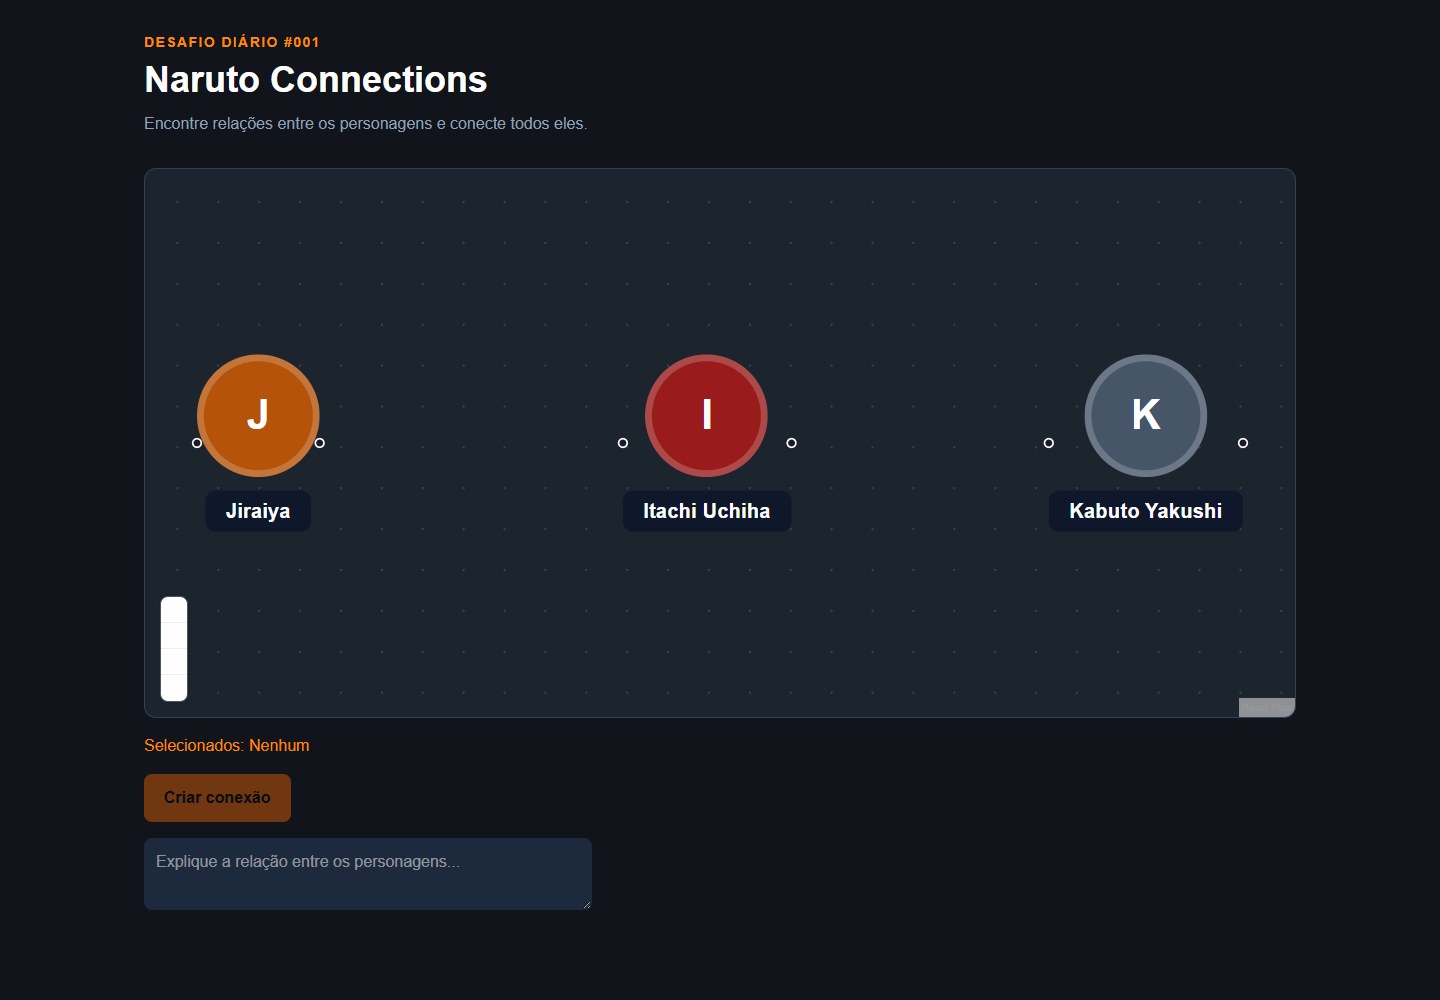 DESAFIO DIÁRIO #001
Naruto Connections
Encontre relações entre os personagens e conecte todos eles.
J
I
K
Jiraiya
Itachi Uchiha
Kabuto Yakushi
Selecionados: Nenhum
Criar conexão
Explique a relação entre os personagens...